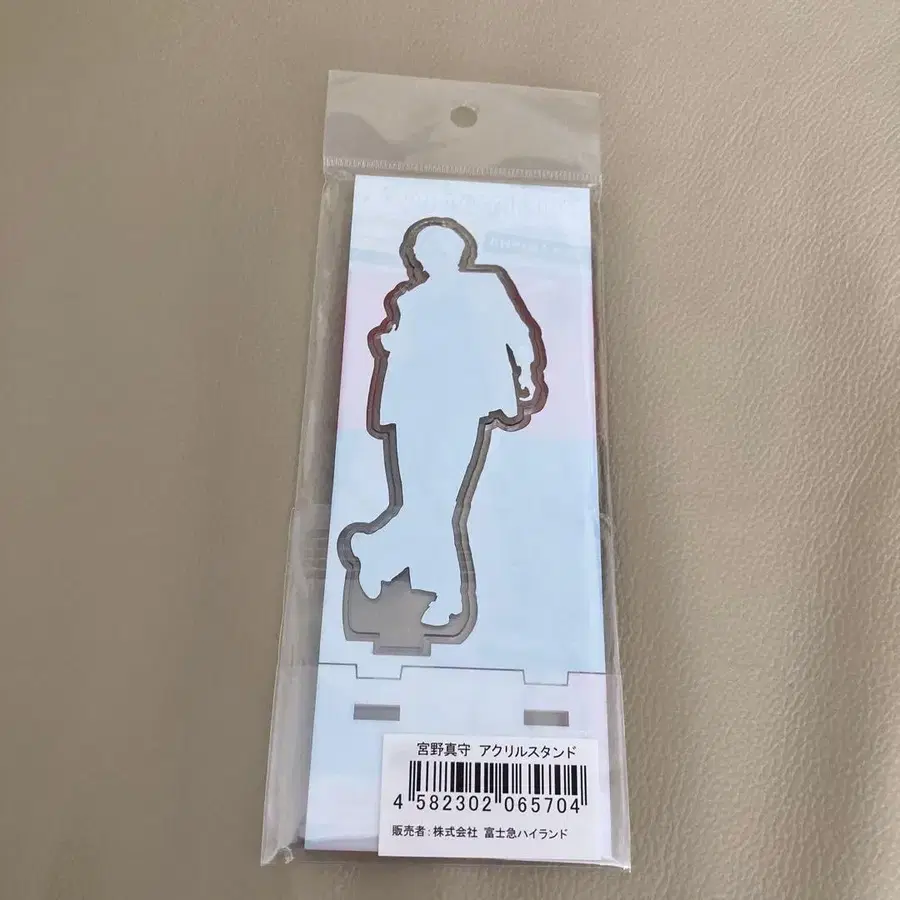 宮野真守 アクリルスタンド
4 582302 065704
販売者：株式会社 富士急ハイランド